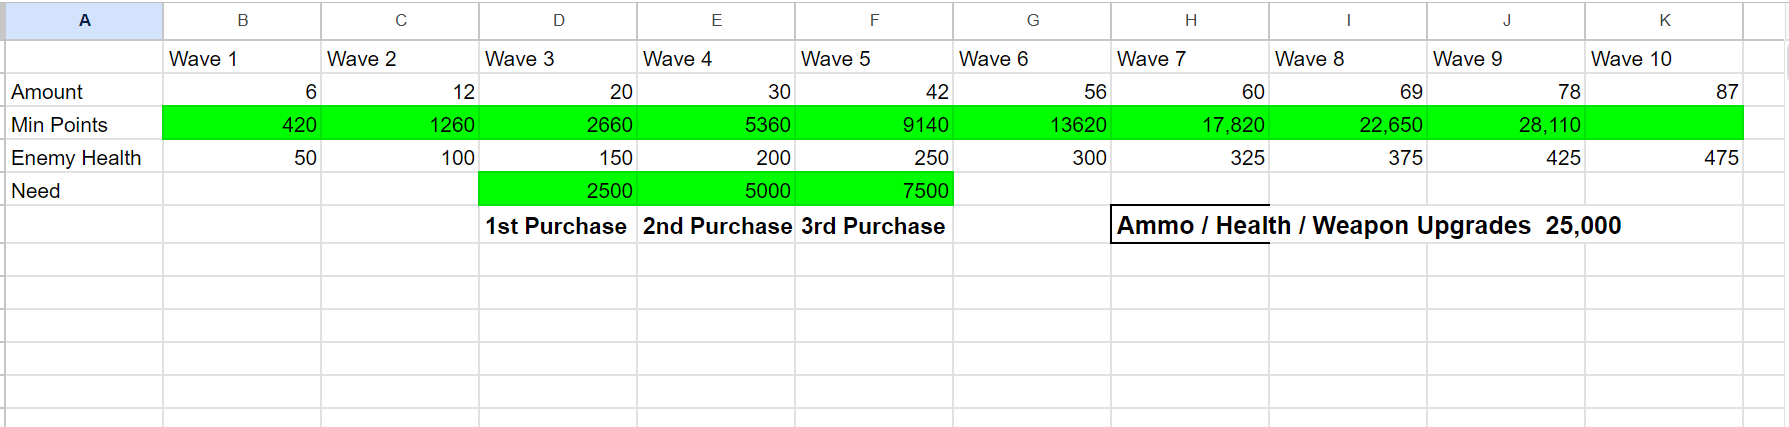 A B C D E F G H I J K
Wave 1 Wave 2 Wave 3 Wave 4 Wave 5 Wave 6 Wave 7 Wave 8 Wave 9 Wave 10
Amount 6 12 20 30 42 56 60 69 78 87
Min Points 420 1260 2660 5360 9140 13620 17,820 22,650 28,110
Enemy Health 50 100 150 200 250 300 325 375 425 475
Need 2500 5000 7500
1st Purchase 2nd Purchase 3rd Purchase Ammo / Health / Weapon Upgrades 25,000